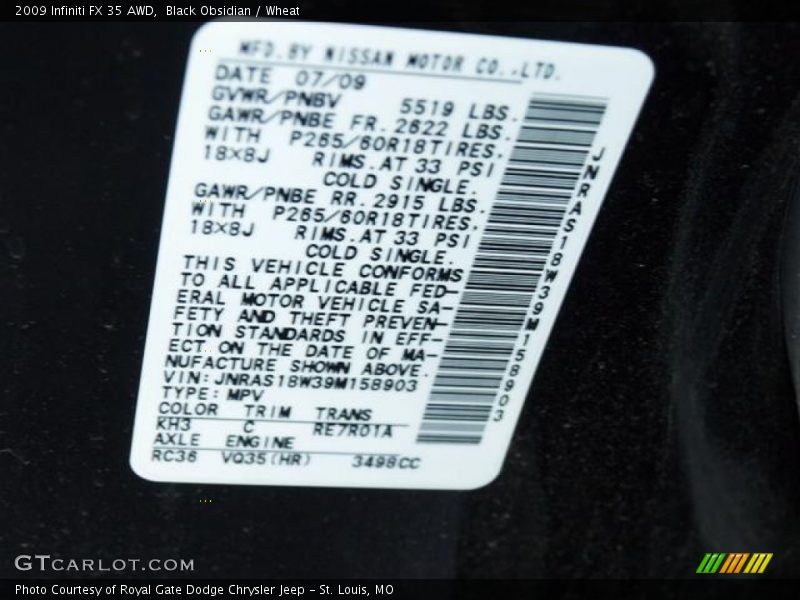 2009 Infiniti FX 35 AWD,  Black Obsidian / Wheat
MFD.BY NISSAN MOTOR CO.,LTD.
DATE 07/09
GVWR/PNBV 5519 LBS.
GAWR/PNBE FR.2622 LBS.
WITH P265/60R18TIRES.
18×8J RIMS.AT 33 PSI
COLD SINGLE.
GAWR/PNBE RR.2915 LBS.
WITH P265/60R18TIRES.
18×8J RIMS.AT 33 PSI
COLD SINGLE.
THIS VEHICLE CONFORMS
TO ALL APPLICABLE FED-
ERAL MOTOR VEHICLE SA-
FETY AND THEFT PREVEN-
TION STANDARDS IN EFF-
ECT ON THE DATE OF MA-
NUFACTURE SHOWN ABOVE.
VIN:JNRAS18W39M158903
TYPE:MPV
COLOR TRIM TRANS
KH3 C RE7R01A
AXLE ENGINE
RC36 VQ35(HR) 3498CC
JNRAS18W39M158903
GTCARLOT.COM
Photo Courtesy of Royal Gate Dodge Chrysler Jeep - St. Louis, MO